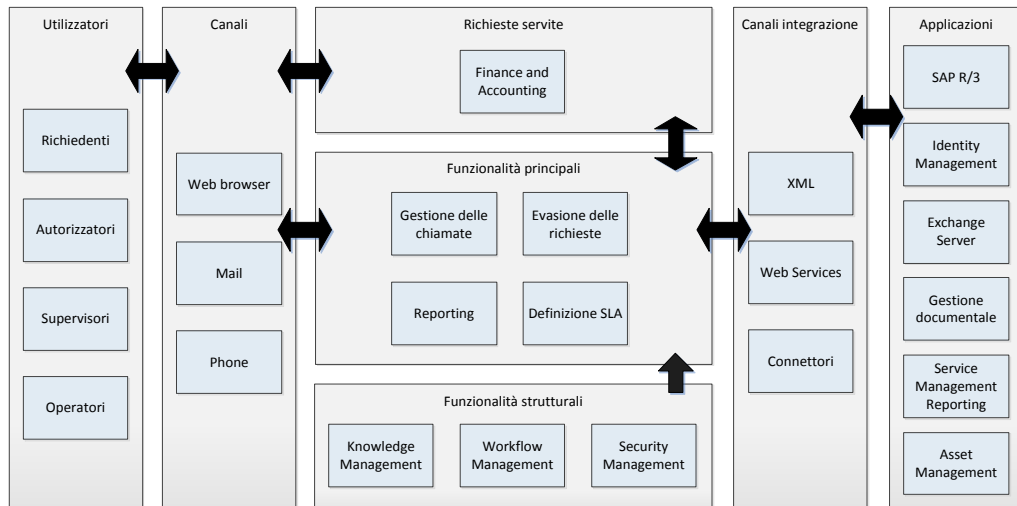 Utilizzatori
Richiedenti
Autorizzatori
Supervisori
Operatori
Canali
Web browser
Mail
Phone
Richieste servite
Finance and
Accounting
Funzionalità principali
Gestione delle
chiamate
Evasione delle
richieste
Reporting
Definizione SLA
Funzionalità strutturali
Knowledge
Management
Workflow
Management
Security
Management
Canali integrazione
XML
Web Services
Connettori
Applicazioni
SAP R/3
Identity
Management
Exchange
Server
Gestione
documentale
Service
Management
Reporting
Asset
Management